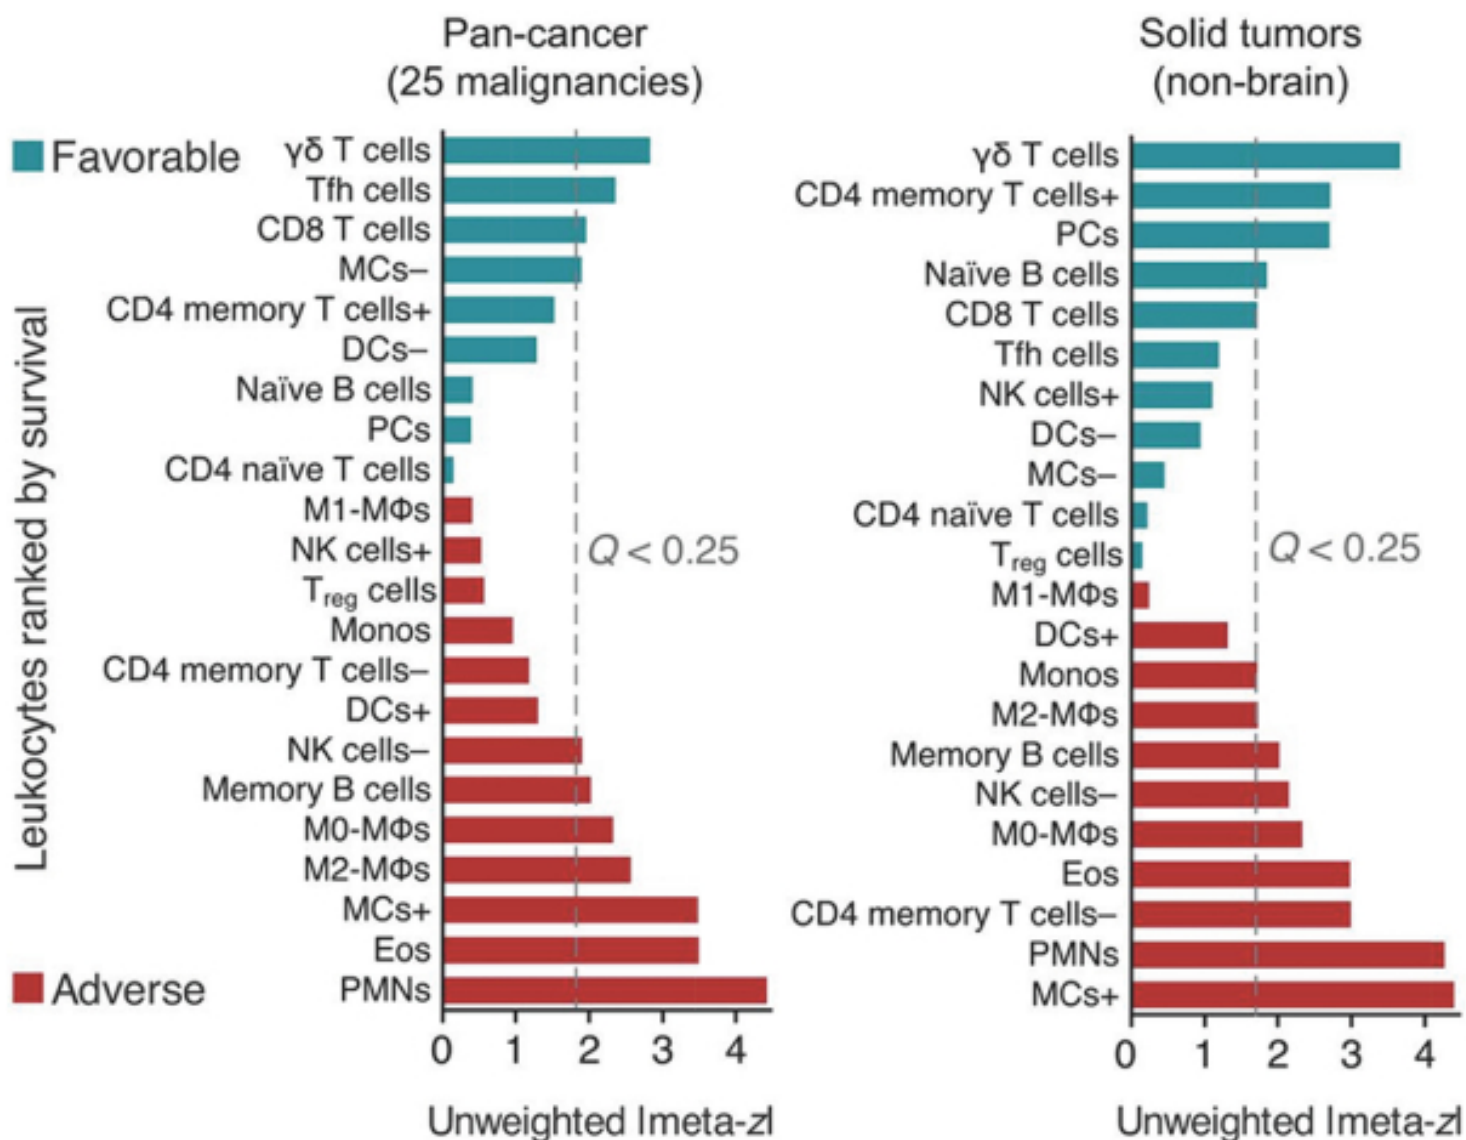 Pan-cancer
(25 malignancies)
Favorable
Leukocytes ranked by survival
Adverse
γδ T cells
Tfh cells
CD8 T cells
MCs–
CD4 memory T cells+
DCs–
Naïve B cells
PCs
CD4 naïve T cells
M1-MΦs
NK cells+
Treg cells
Monos
CD4 memory T cells–
DCs+
NK cells–
Memory B cells
M0-MΦs
M2-MΦs
MCs+
Eos
PMNs
Q < 0.25
0 1 2 3 4
Unweighted |meta-z|
Solid tumors
(non-brain)
γδ T cells
CD4 memory T cells+
PCs
Naïve B cells
CD8 T cells
Tfh cells
NK cells+
DCs–
MCs–
CD4 naïve T cells
Treg cells
M1-MΦs
DCs+
Monos
M2-MΦs
Memory B cells
NK cells–
M0-MΦs
Eos
CD4 memory T cells–
PMNs
MCs+
Q < 0.25
0 1 2 3 4
Unweighted |meta-z|